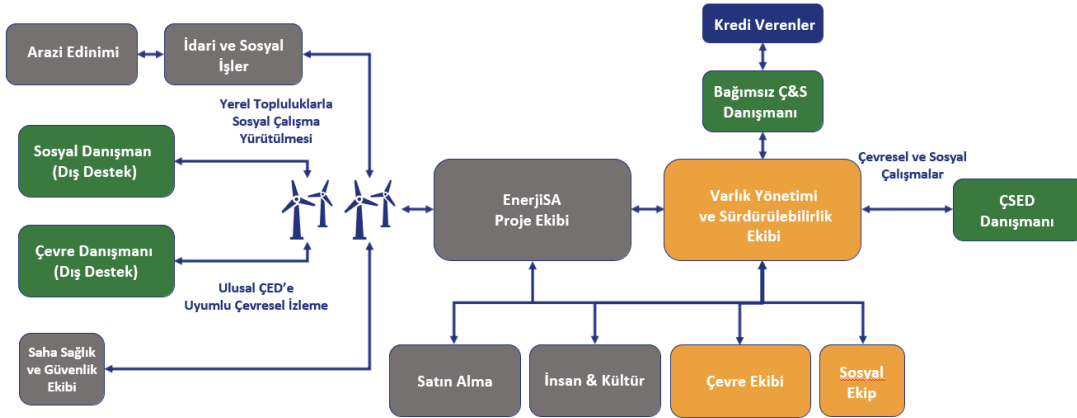 Kredi Verenler
Arazi Edinimi
İdari ve Sosyal
İşler
Bağımsız Ç&S
Danışmanı
Yerel Topluluklarla
Sosyal Çalışma
Yürütülmesi
Sosyal Danışman
(Dış Destek)
EnerjiSA
Proje Ekibi
Varlık Yönetimi
ve Sürdürülebilirlik
Ekibi
Çevresel ve Sosyal
Çalışmalar
ÇSED
Danışmanı
Çevre Danışmanı
(Dış Destek)
Ulusal ÇED’e
Uyumlu Çevresel İzleme
Saha Sağlık
ve Güvenlik
Ekibi
Satın Alma
İnsan & Kültür
Çevre Ekibi
Sosyal
Ekip